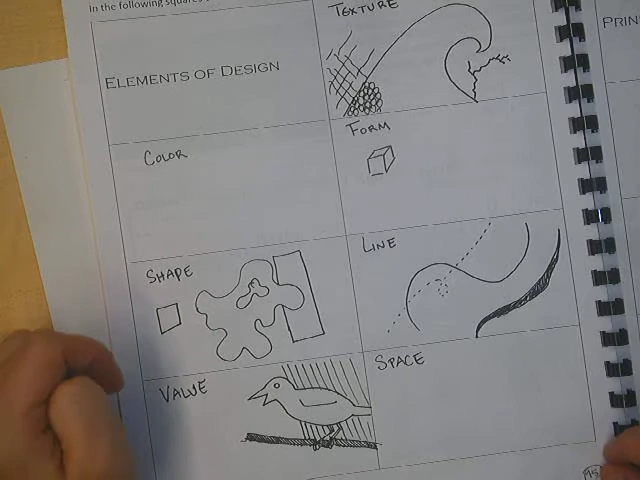 In the following squares
TEXTURE
ELEMENTS OF DESIGN
COLOR
FORM
SHAPE
LINE
VALUE
SPACE
PRIN